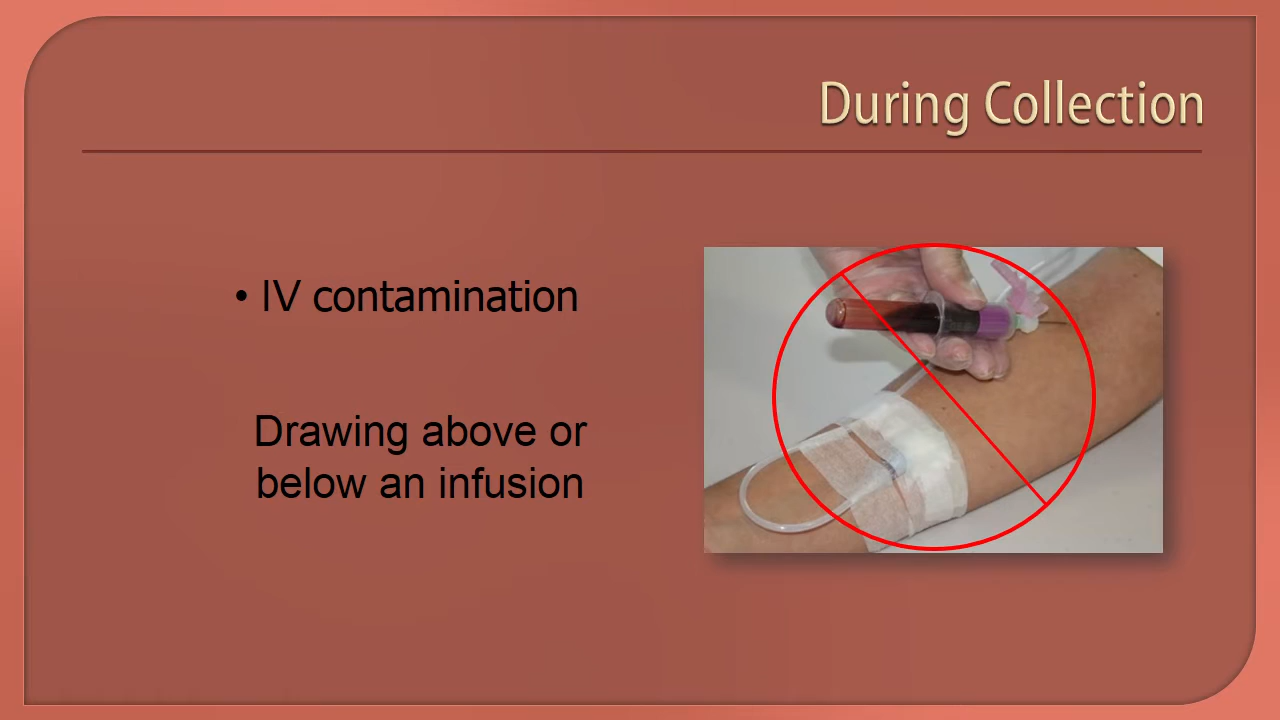 During Collection
• IV contamination
Drawing above or
below an infusion